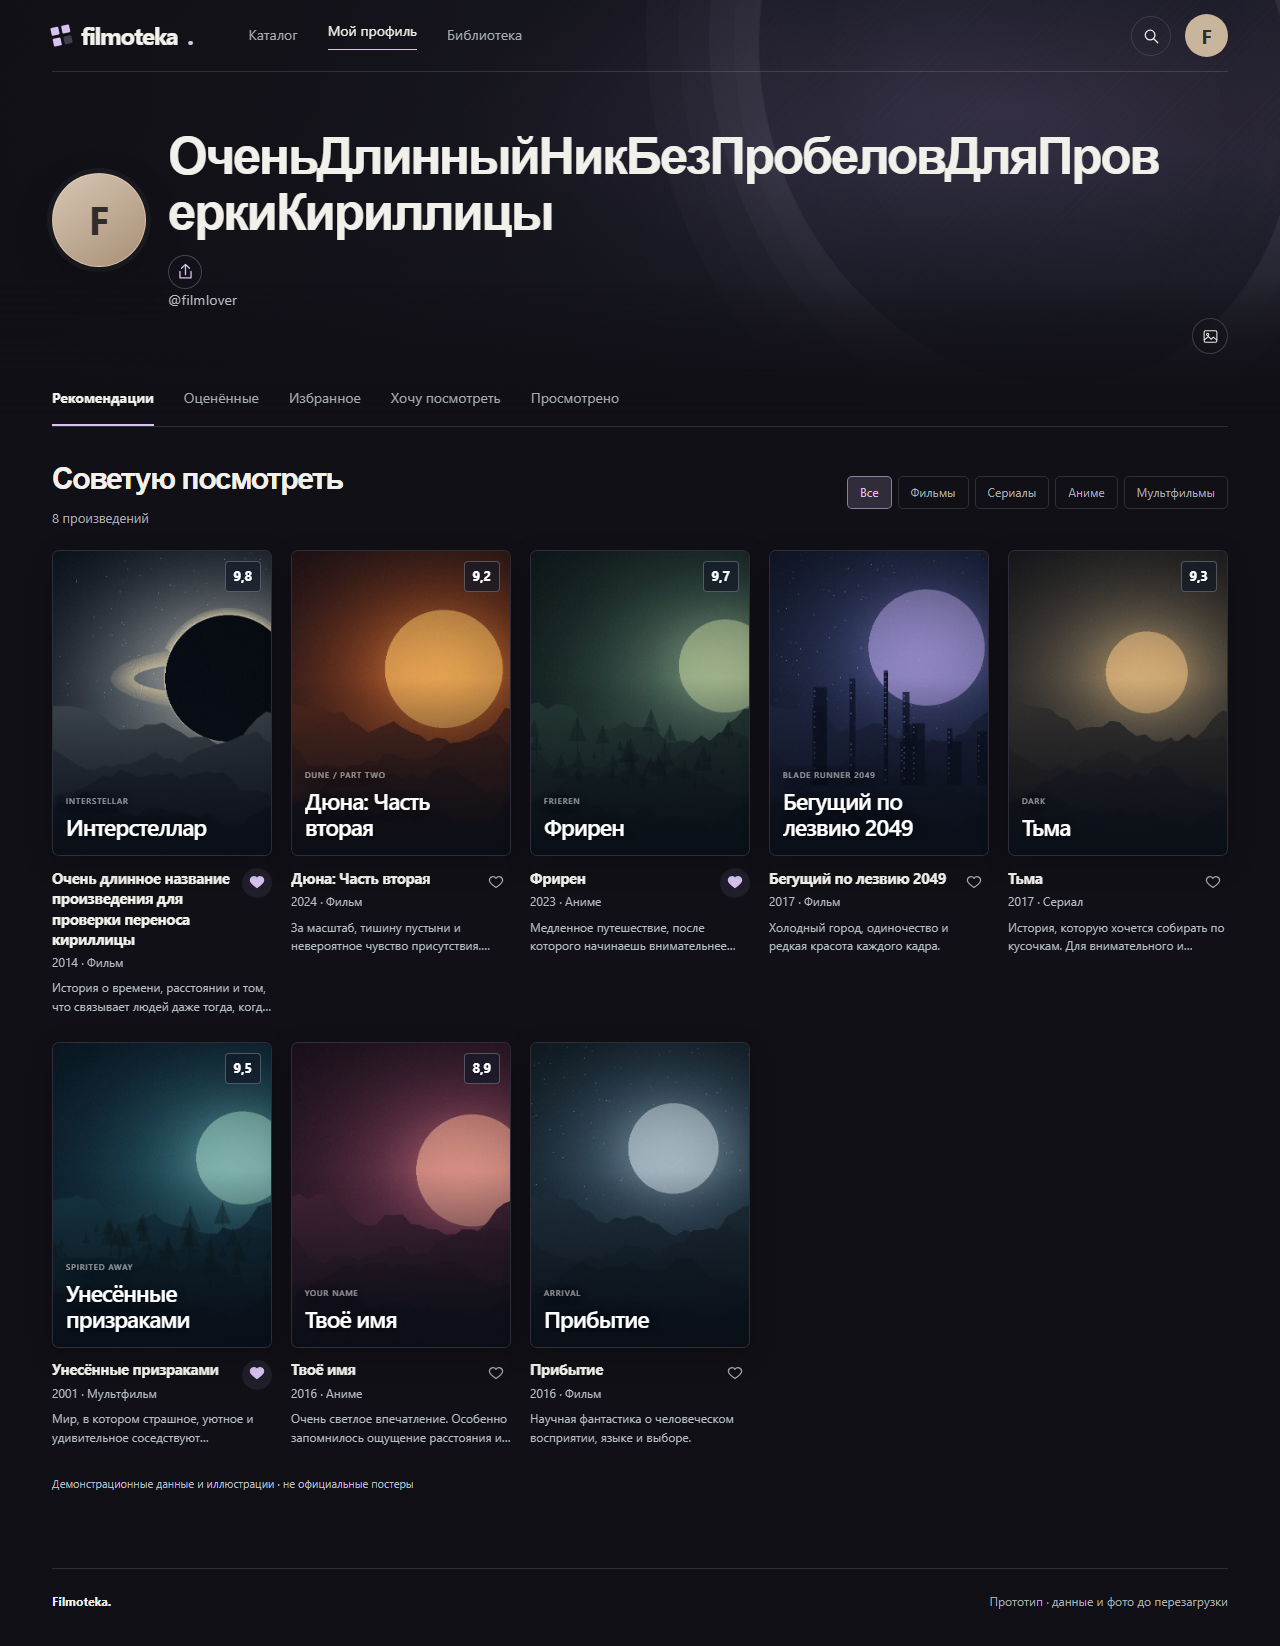 filmoteka .
Каталог
Мой профиль
Библиотека
F
ОченьДлинныйНикБезПробеловДляПров
еркиКириллицы
F
@filmlover
Рекомендации
Оценённые
Избранное
Хочу посмотреть
Просмотрено
Советую посмотреть
8 произведений
Все
Фильмы
Сериалы
Аниме
Мультфильмы
9,8
INTERSTELLAR
Интерстеллар
Очень длинное название
произведения для
проверки переноса
кириллицы
2014 · Фильм
История о времени, расстоянии и том,
что связывает людей даже тогда, когд...
9,2
DUNE / PART TWO
Дюна: Часть
вторая
Дюна: Часть вторая
2024 · Фильм
За масштаб, тишину пустыни и
невероятное чувство присутствия....
9,7
FRIEREN
Фрирен
Фрирен
2023 · Аниме
Медленное путешествие, после
которого начинаешь внимательнее...
BLADE RUNNER 2049
Бегущий по
лезвию 2049
Бегущий по лезвию 2049
2017 · Фильм
Холодный город, одиночество и
редкая красота каждого кадра.
9,3
DARK
Тьма
Тьма
2017 · Сериал
История, которую хочется собирать по
кусочкам. Для внимательного и...
9,5
SPIRITED AWAY
Унесённые
призраками
Унесённые призраками
2001 · Мультфильм
Мир, в котором страшное, уютное и
удивительное соседствуют...
8,9
YOUR NAME
Твоё имя
Твоё имя
2016 · Аниме
Очень светлое впечатление. Особенно
запомнилось ощущение расстояния и...
ARRIVAL
Прибытие
Прибытие
2016 · Фильм
Научная фантастика о человеческом
восприятии, языке и выборе.
Демонстрационные данные и иллюстрации · не официальные постеры
Filmoteka.
Прототип · данные и фото до перезагрузки